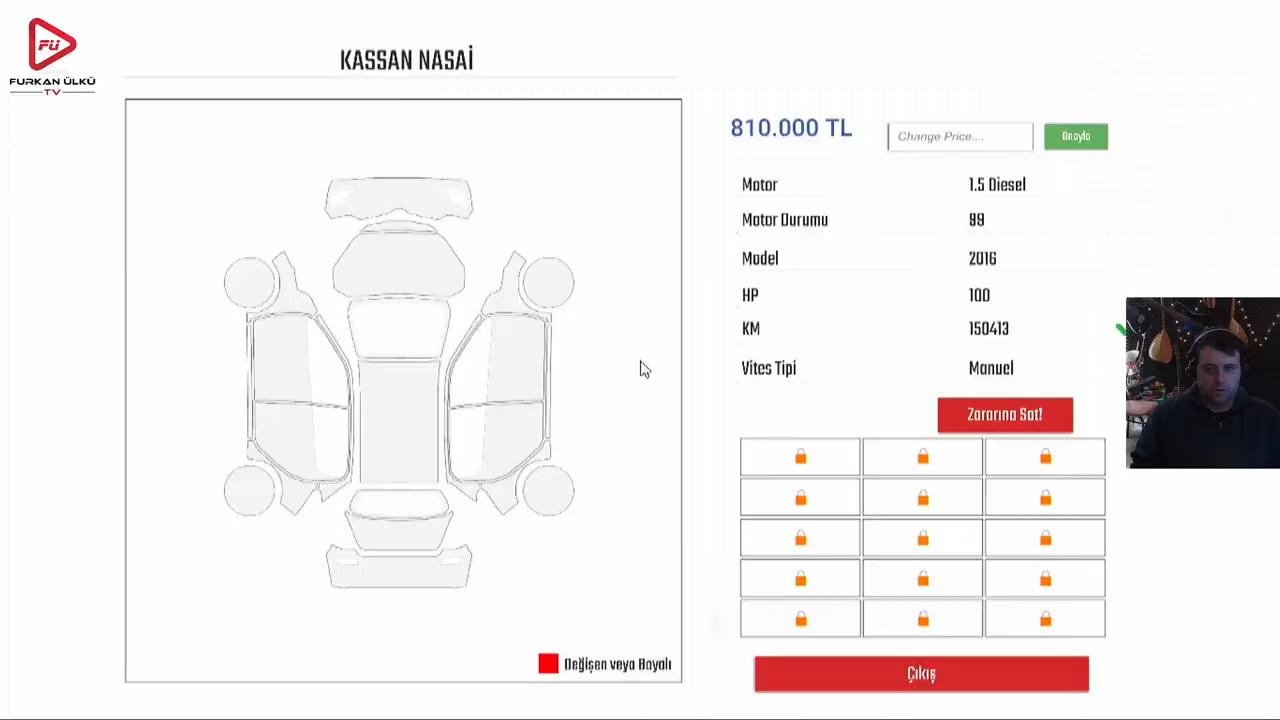 FU
FURKAN ÜLKÜ
TV
KASSAN NASAİ
810.000 TL
Change Price....
Onayla
Motor 1.5 Diesel
Motor Durumu 99
Model 2016
HP 100
KM 150413
Vites Tipi Manuel
Zararına Sat!
Değişen veya Boyalı
Çıkış